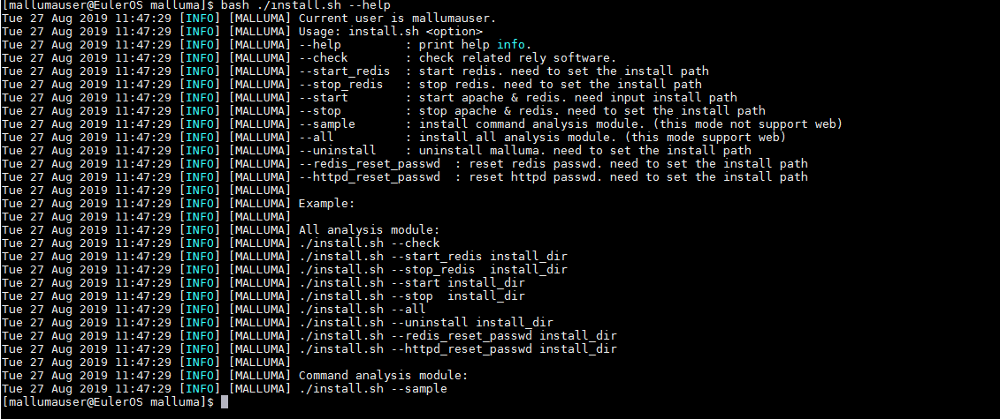 [mallumauser@EulerOS malluma]$ bash ./install.sh --help
Tue 27 Aug 2019 11:47:29 [INFO] [MALLUMA] Current user is mallumauser.
Tue 27 Aug 2019 11:47:29 [INFO] [MALLUMA] Usage: install.sh <option>
Tue 27 Aug 2019 11:47:29 [INFO] [MALLUMA] --help         : print help info.
Tue 27 Aug 2019 11:47:29 [INFO] [MALLUMA] --check        : check related rely software.
Tue 27 Aug 2019 11:47:29 [INFO] [MALLUMA] --start_redis  : start redis. need to set the install path
Tue 27 Aug 2019 11:47:29 [INFO] [MALLUMA] --stop_redis   : stop redis. need to set the install path
Tue 27 Aug 2019 11:47:29 [INFO] [MALLUMA] --start        : start apache & redis. need input install path
Tue 27 Aug 2019 11:47:29 [INFO] [MALLUMA] --stop         : stop apache & redis. need to set the install path
Tue 27 Aug 2019 11:47:29 [INFO] [MALLUMA] --sample       : install command analysis module. (this mode not support web)
Tue 27 Aug 2019 11:47:29 [INFO] [MALLUMA] --all          : install all analysis module. (this mode support web)
Tue 27 Aug 2019 11:47:29 [INFO] [MALLUMA] --uninstall    : uninstall malluma. need to set the install path
Tue 27 Aug 2019 11:47:29 [INFO] [MALLUMA] --redis_reset_passwd  : reset redis passwd. need to set the install path
Tue 27 Aug 2019 11:47:29 [INFO] [MALLUMA] --httpd_reset_passwd  : reset httpd passwd. need to set the install path
Tue 27 Aug 2019 11:47:29 [INFO] [MALLUMA]
Tue 27 Aug 2019 11:47:29 [INFO] [MALLUMA] Example:
Tue 27 Aug 2019 11:47:29 [INFO] [MALLUMA]
Tue 27 Aug 2019 11:47:29 [INFO] [MALLUMA] All analysis module:
Tue 27 Aug 2019 11:47:29 [INFO] [MALLUMA] ./install.sh --check
Tue 27 Aug 2019 11:47:29 [INFO] [MALLUMA] ./install.sh --start_redis install_dir
Tue 27 Aug 2019 11:47:29 [INFO] [MALLUMA] ./install.sh --stop_redis  install_dir
Tue 27 Aug 2019 11:47:29 [INFO] [MALLUMA] ./install.sh --start install_dir
Tue 27 Aug 2019 11:47:29 [INFO] [MALLUMA] ./install.sh --stop  install_dir
Tue 27 Aug 2019 11:47:29 [INFO] [MALLUMA] ./install.sh --all
Tue 27 Aug 2019 11:47:29 [INFO] [MALLUMA] ./install.sh --uninstall install_dir
Tue 27 Aug 2019 11:47:29 [INFO] [MALLUMA] ./install.sh --redis_reset_passwd install_dir
Tue 27 Aug 2019 11:47:29 [INFO] [MALLUMA] ./install.sh --httpd_reset_passwd install_dir
Tue 27 Aug 2019 11:47:29 [INFO] [MALLUMA]
Tue 27 Aug 2019 11:47:29 [INFO] [MALLUMA] Command analysis module:
Tue 27 Aug 2019 11:47:29 [INFO] [MALLUMA] ./install.sh --sample
[mallumauser@EulerOS malluma]$